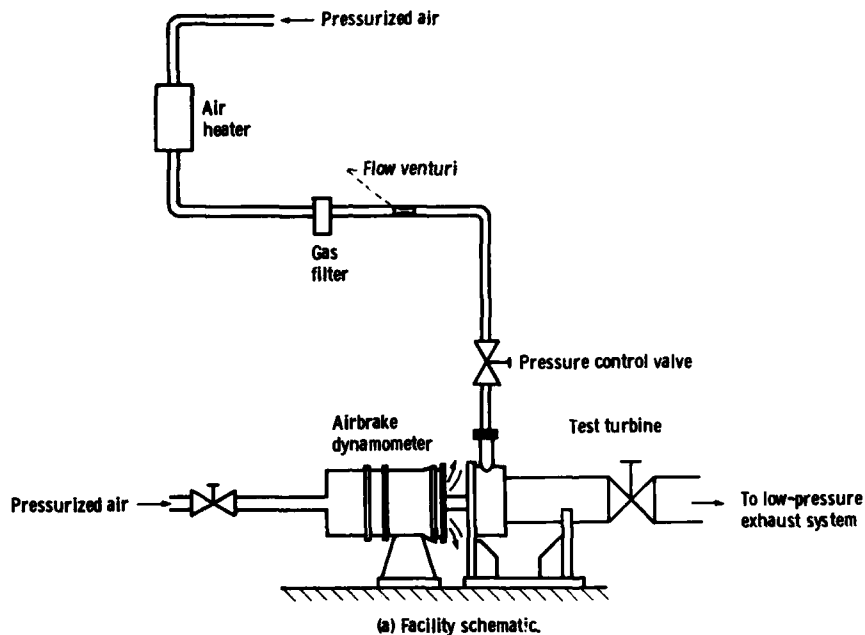 Pressurized air
Air
heater
Flow venturi
Gas
filter
Pressure control valve
Airbrake
dynamometer
Test turbine
Pressurized air
To low-pressure
exhaust system
(a) Facility schematic.